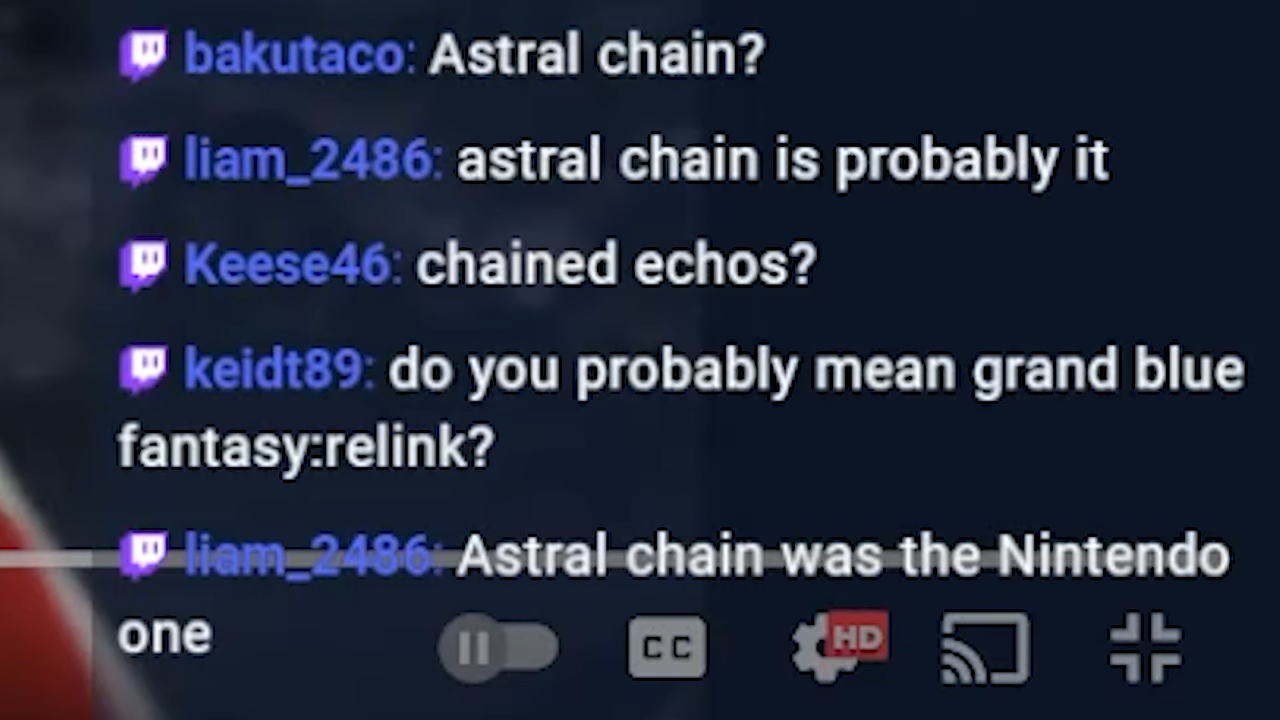 bakutaco: Astral chain?
liam_2486: astral chain is probably it
Keese46: chained echos?
keidt89: do you probably mean grand blue
fantasy:relink?
liam_2486: Astral chain was the Nintendo
one
CC
HD